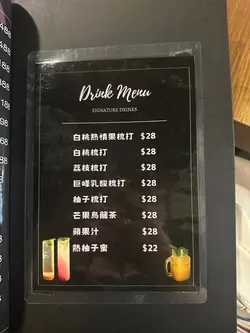 Drink Menu
SIGNATURE DRINKS
白桃熱情果梳打 $28
白桃梳打 $28
荔枝梳打 $28
巨峰乳酸梳打 $28
柚子梳打 $28
芒果烏龍茶 $28
蘋果汁 $28
熱柚子蜜 $22